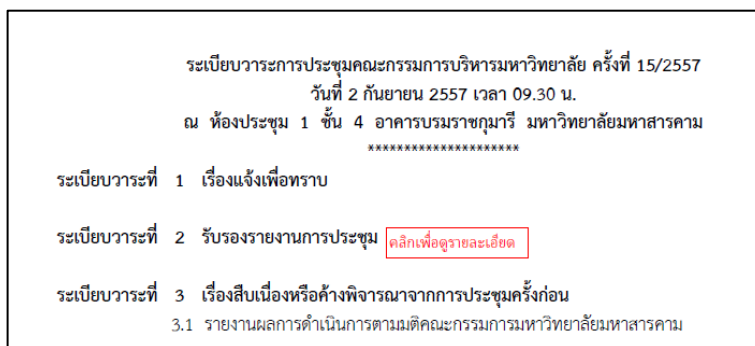 ระเบียบวาระการประชุมคณะกรรมการบริหารมหาวิทยาลัย ครั้งที่ 15/2557
วันที่ 2 กันยายน 2557 เวลา 09.30 น.
ณ ห้องประชุม 1 ชั้น 4 อาคารบรมราชกุมารี มหาวิทยาลัยมหาสารคาม
*********************
ระเบียบวาระที่ 1 เรื่องแจ้งเพื่อทราบ
ระเบียบวาระที่ 2 รับรองรายงานการประชุม คลิกเพื่อดูรายละเอียด
ระเบียบวาระที่ 3 เรื่องสืบเนื่องหรือค้างพิจารณาจากการประชุมครั้งก่อน
3.1 รายงานผลการดำเนินการตามมติคณะกรรมการมหาวิทยาลัยมหาสารคาม